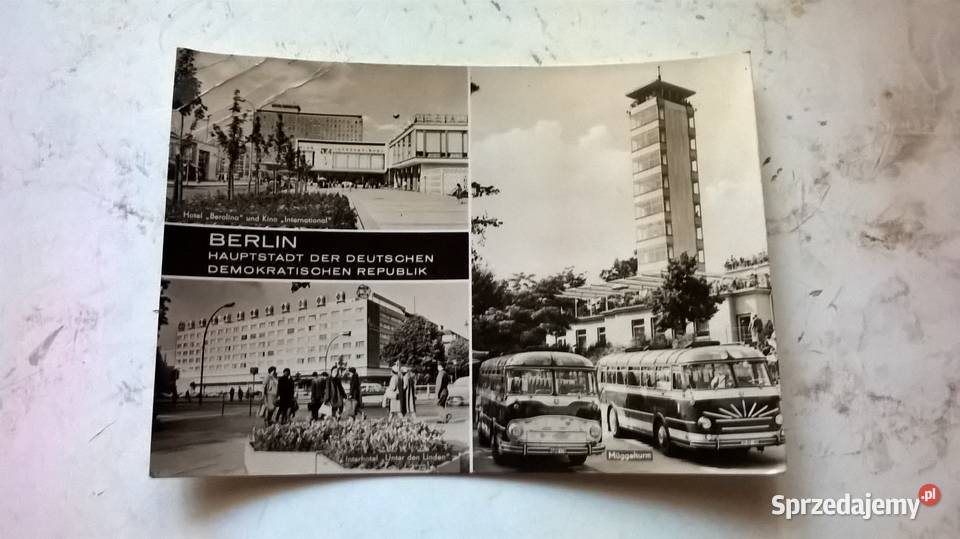 Hotel „Berolina" und Kino „International"
BERLIN
HAUPTSTADT DER DEUTSCHEN
DEMOKRATISCHEN REPUBLIK
Interhotel „Unter den Linden"
Müggelturm
Sprzedajemy.pl